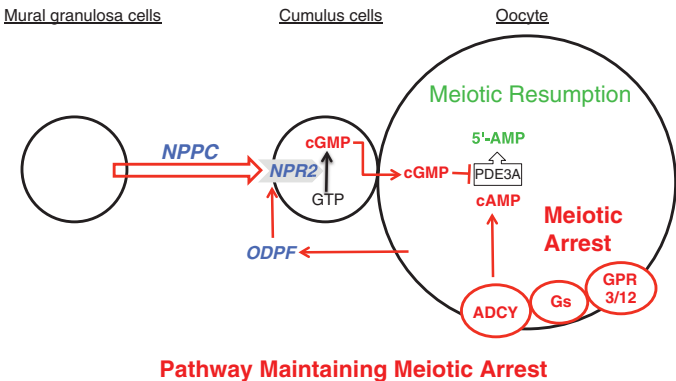 Mural granulosa cells
Cumulus cells
Oocyte
Meiotic Resumption
NPPC
cGMP
NPR2
GTP
cGMP
5'-AMP
PDE3A
cAMP
Meiotic
Arrest
ODPF
ADCY
Gs
GPR
3/12
Pathway Maintaining Meiotic Arrest